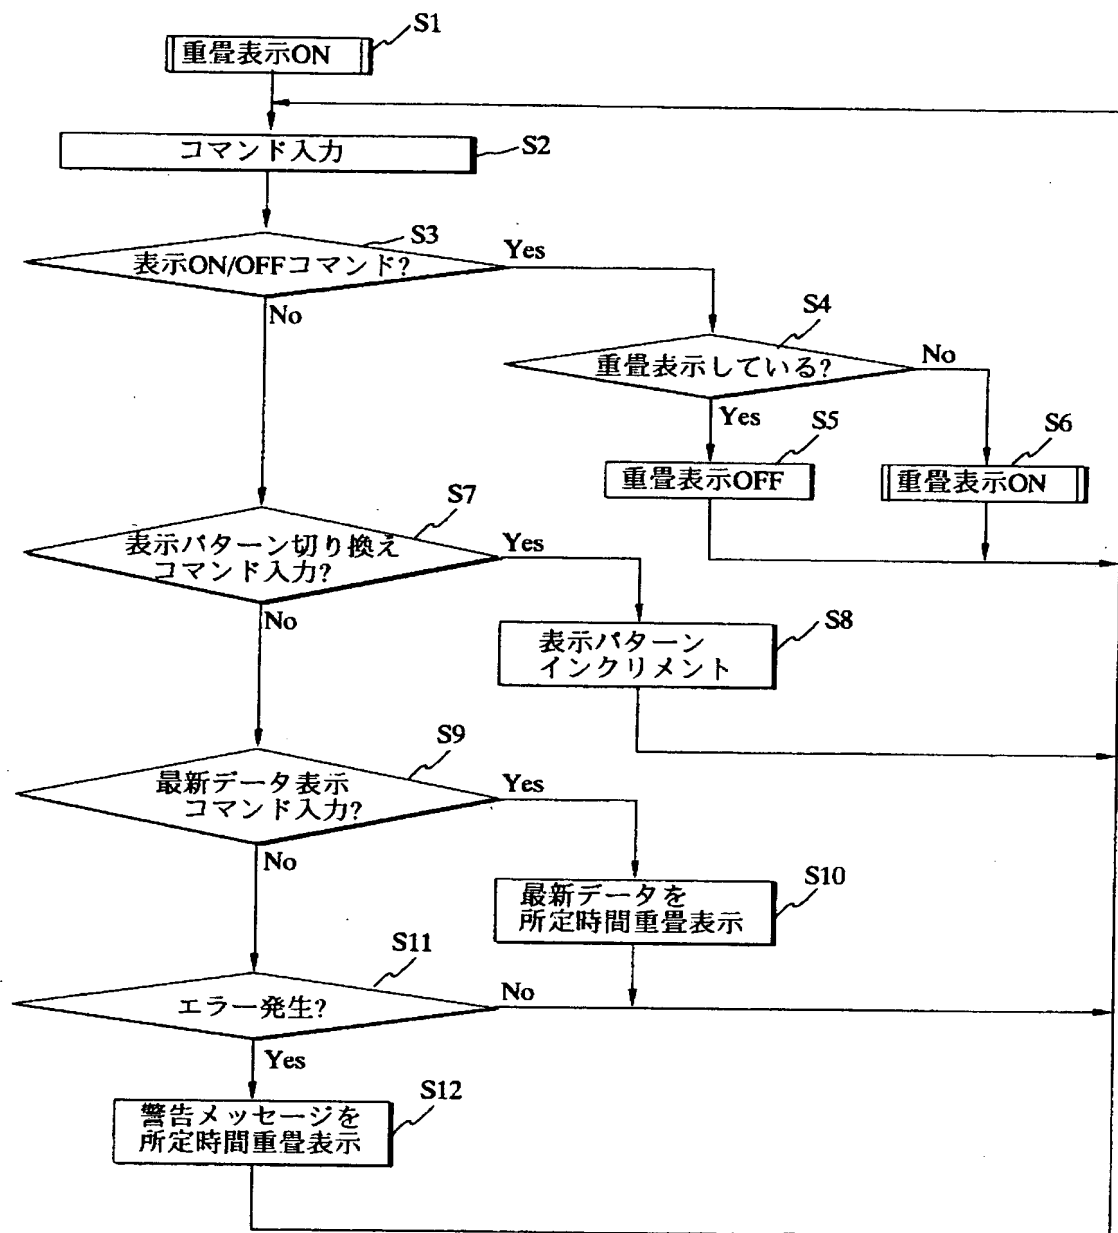 S1
重畳表示ON
コマンド入力
S2
S3
表示ON/OFFコマンド?
Yes
No
S4
重畳表示している?
No
Yes
S5
重畳表示OFF
S6
重畳表示ON
S7
表示パターン切り換え
コマンド入力?
Yes
No
S8
表示パターン
インクリメント
S9
最新データ表示
コマンド入力?
Yes
No
S10
最新データを
所定時間重畳表示
S11
エラー発生?
No
Yes
S12
警告メッセージを
所定時間重畳表示